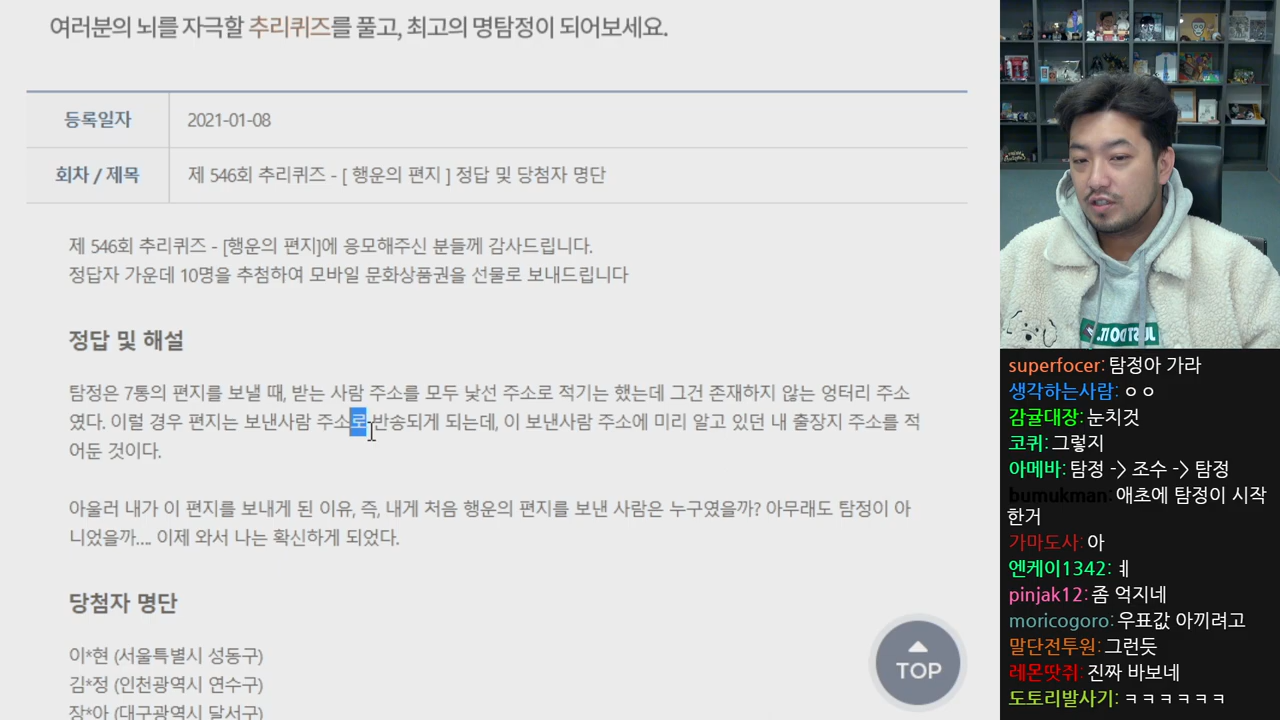 여러분의 뇌를 자극할 추리퀴즈를 풀고, 최고의 명탐정이 되어보세요.
등록일자
2021-01-08
회차 / 제목
제 546회 추리퀴즈 - [ 행운의 편지 ] 정답 및 당첨자 명단
제 546회 추리퀴즈 - [행운의 편지]에 응모해주신 분들께 감사드립니다.
정답자 가운데 10명을 추첨하여 모바일 문화상품권을 선물로 보내드립니다
정답 및 해설
탐정은 7통의 편지를 보낼 때, 받는 사람 주소를 모두 낯선 주소로 적기는 했는데 그건 존재하지 않는 엉터리 주소
였다. 이럴 경우 편지는 보낸사람 주소로 반송되게 되는데, 이 보낸사람 주소에 미리 알고 있던 내 출장지 주소를 적
어둔 것이다.
아울러 내가 이 편지를 보내게 된 이유, 즉, 내게 처음 행운의 편지를 보낸 사람은 누구였을까? 아무래도 탐정이 아
니었을까.... 이제 와서 나는 확신하게 되었다.
당첨자 명단
이*현 (서울특별시 성동구)
김*정 (인천광역시 연수구)
장*아 (대구광역시 달서구)
TOP
superfocer: 탐정아 가라
생각하는사람: ㅇㅇ
감귤대장: 눈치것
코퀴: 그렇지
아메바: 탐정 -> 조수 -> 탐정
bumukman: 애초에 탐정이 시작
한거
가마도사: 아
엔케이1342: ㅖ
pinjak12: 좀 억지네
moricogoro: 우표값 아끼려고
말단전투원: 그런듯
레몬땃쥐: 진짜 바보네
도토리발사기: ㅋㅋㅋㅋㅋㅋ